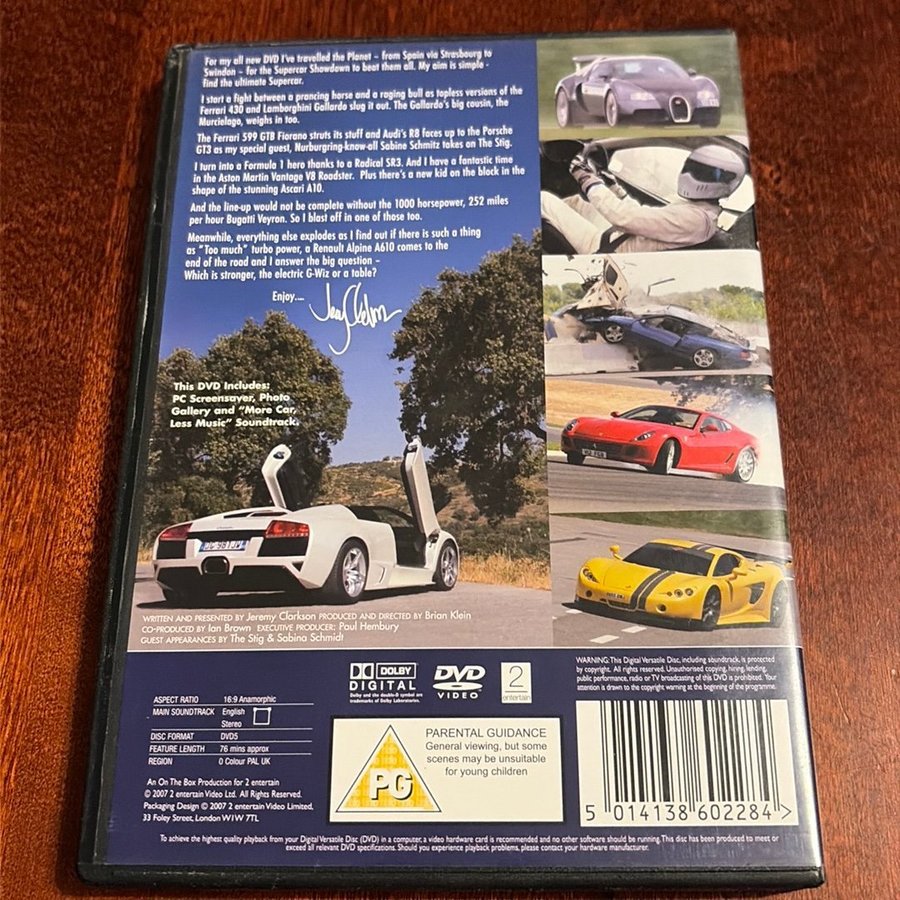 For my all new DVD I've travelled the Planet - from Spain via Strasbourg to
Swindon - for the Supercar Showdown to beat them all. My aim is simple -
find the ultimate Supercar.
I start a fight between a prancing horse and a raging bull as topless versions of the
Ferrari 430 and Lamborghini Gallardo slug it out. The Gallardo's big cousin, the
Murcielago, weighs in too.
The Ferrari 599 GTB Fiorano struts its stuff and Audi's R8 faces up to the Porsche
GT3 as my special guest, Nurburgring-know-all Sabine Schmitz takes on The Stig.
I turn into a Formula 1 hero thanks to a Radical SR3. And I have a fantastic time
in the Aston Martin Vantage V8 Roadster. Plus there's a new kid on the block in the
shape of the stunning Ascari A10.
And the line-up would not be complete without the 1000 horsepower, 252 miles
per hour Bugatti Veyron. So I blast off in one of those too.
Meanwhile, everything else explodes as I find out if there is such a thing
as "Too much" turbo power, a Renault Alpine A610 comes to the
end of the road and I answer the big question -
Which is stronger, the electric G-Wiz or a table?
Enjoy....
This DVD Includes:
PC Screensaver, Photo
Gallery and "More Car,
Less Music" Soundtrack.
WRITTEN AND PRESENTED BY Jeremy Clarkson PRODUCED AND DIRECTED BY Brian Klein
CO-PRODUCED BY Ian Brown EXECUTIVE PRODUCER: Paul Hembury
GUEST APPEARANCES BY The Stig & Sabina Schmidt
WARNING: This Digital Versatile Disc, including soundtrack, is protected
by copyright. All rights reserved. Unauthorised copying, hiring, lending,
public performance, radio or TV broadcasting of this DVD is prohibited. Your
attention is drawn to the copyright warning at the beginning of the programme.
DOLBY
DIGITAL
Dolby and the double-D symbol are
trademarks of Dolby Laboratories.
DVD
VIDEO
2
entertain
ASPECT RATIO 16:9 Anamorphic
MAIN SOUNDTRACK English
Stereo
DISC FORMAT DVD5
FEATURE LENGTH 76 mins approx
REGION 0 Colour PAL UK
An On The Box Production for 2 entertain
© 2007 2 entertain Video Ltd. All Rights Reserved.
Packaging Design © 2007 2 entertain Video Limited,
33 Foley Street, London W1W 7TL
PG
PARENTAL GUIDANCE
General viewing, but some
scenes may be unsuitable
for young children
5 014138 602284 >
To achieve the highest quality playback from your Digital Versatile Disc (DVD) in a computer, a video hardware card is recommended and no other software should be running. This disc has been produced to meet or
exceed all relevant DVD specifications. Should you experience playback problems, please contact your hardware manufacturer.